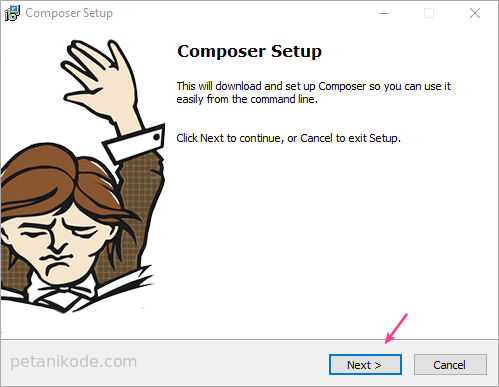 Composer Setup
Composer Setup
This will download and set up Composer so you can use it
easily from the command line.
Click Next to continue, or Cancel to exit Setup.
petanikode.com
Next >
Cancel